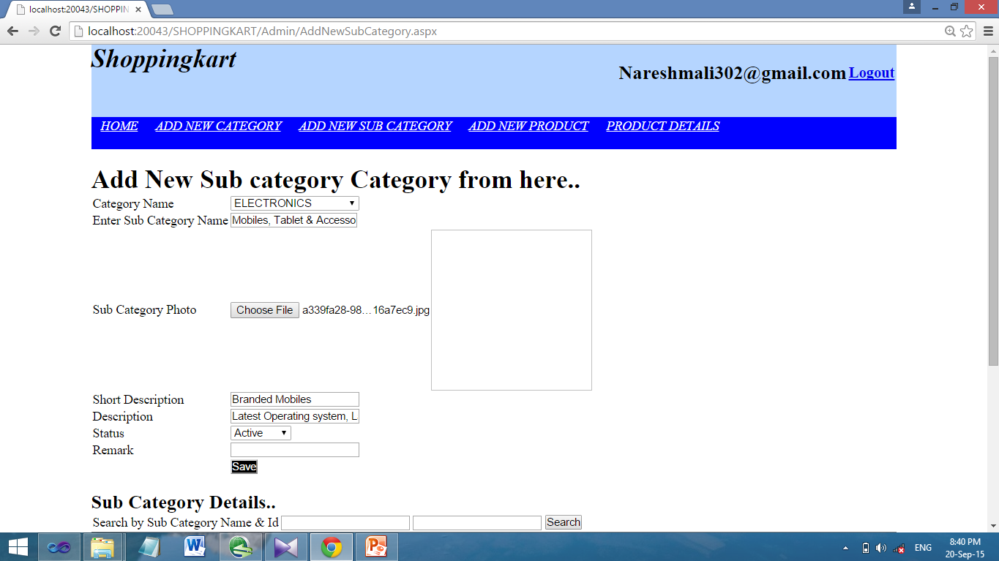 localhost:20043/SHOPPIN
localhost:20043/SHOPPINGKART/Admin/AddNewSubCategory.aspx
Shoppingkart
Nareshmali302@gmail.com Logout
HOME ADD NEW CATEGORY ADD NEW SUB CATEGORY ADD NEW PRODUCT PRODUCT DETAILS
Add New Sub category Category from here..
Category Name ELECTRONICS
Enter Sub Category Name Mobiles, Tablet & Accesso
Sub Category Photo Choose File a339fa28-98...16a7ec9.jpg
Short Description Branded Mobiles
Description Latest Operating system, L
Status Active
Remark
Save
Sub Category Details..
Search by Sub Category Name & Id Search
ENG 8:40 PM
20-Sep-15